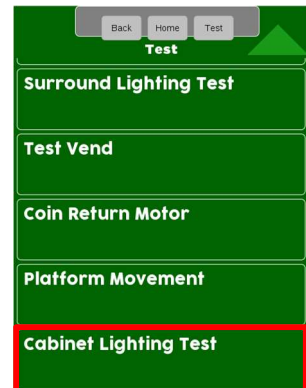 Back Home Test
Test
Surround Lighting Test
Test Vend
Coin Return Motor
Platform Movement
Cabinet Lighting Test